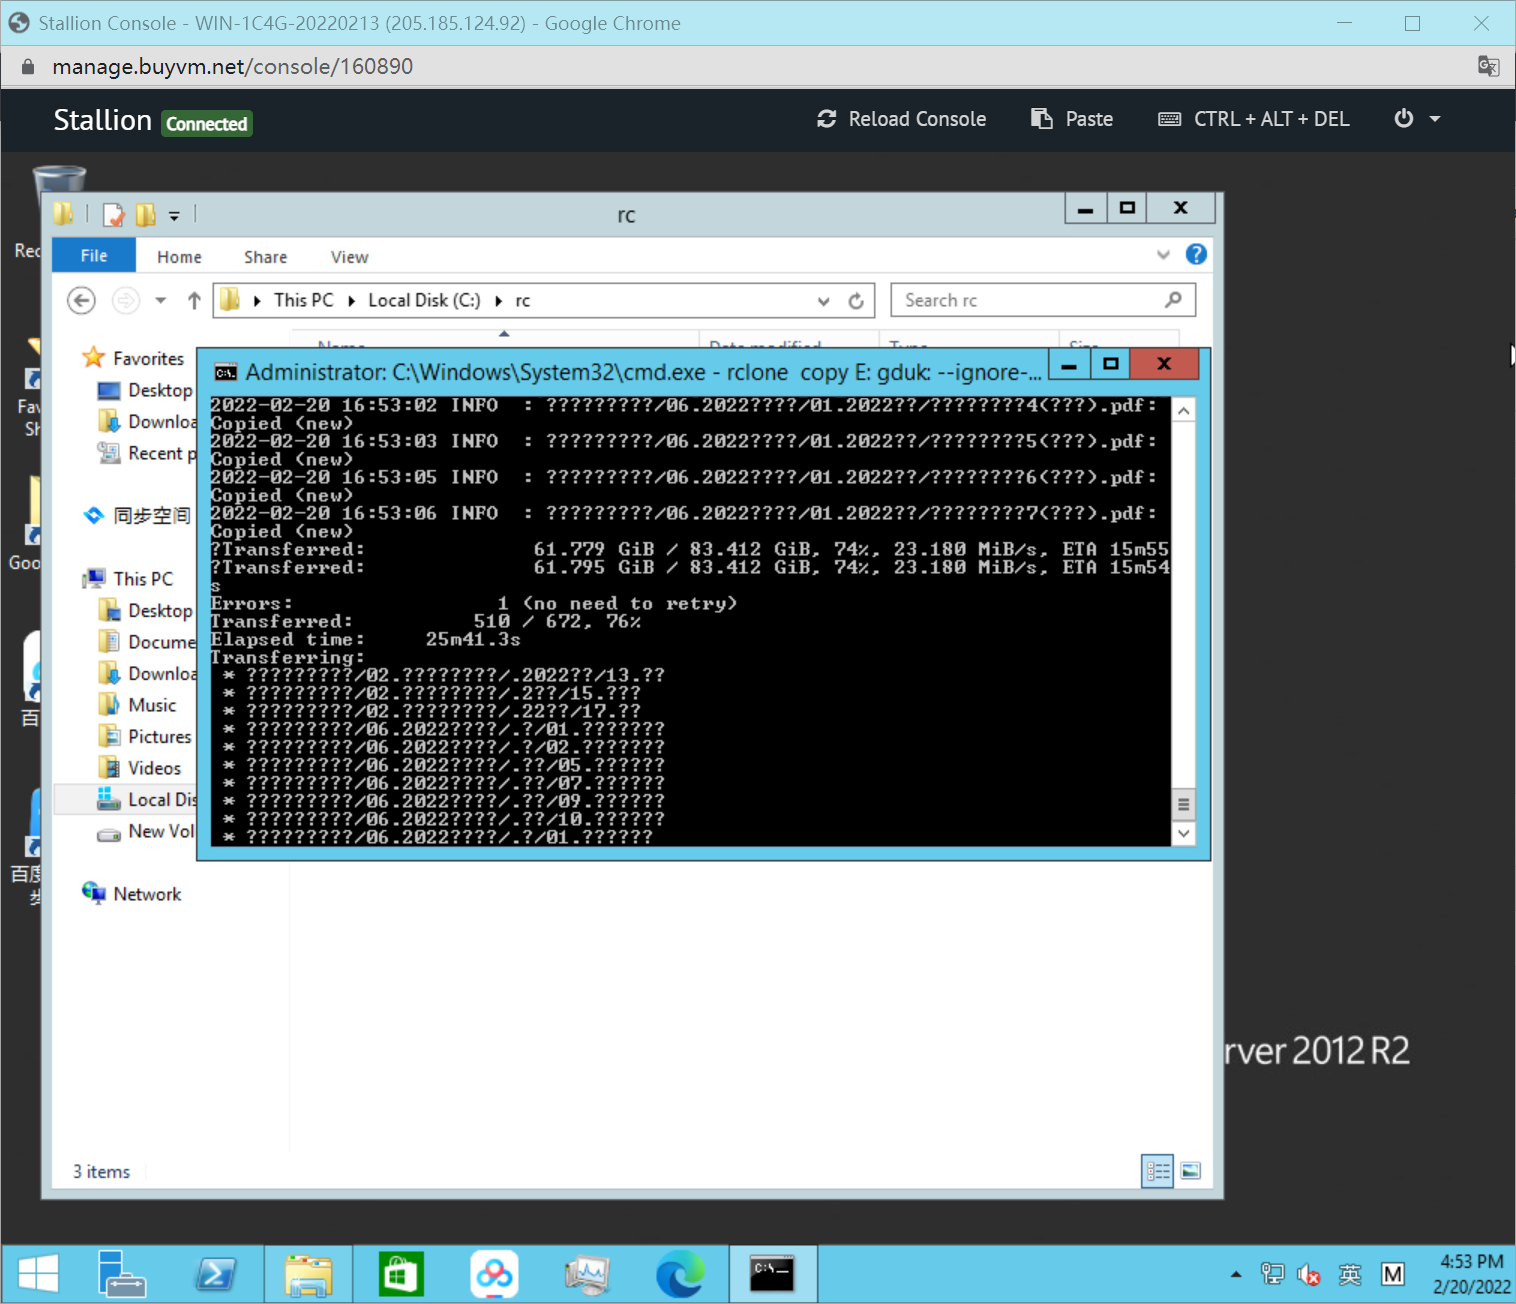 Stallion Console - WIN-1C4G-20220213 (205.185.124.92) - Google Chrome
manage.buyvm.net/console/160890
Stallion Connected Reload Console Paste CTRL + ALT + DEL
rc
File Home Share View
This PC Local Disk (C:) rc Search rc
Name Date modified Type Size
Favorites
Desktop
Downloa
Recent p
同步空间
This PC
Desktop
Docume
Downloa
Music
Pictures
Videos
Local Dis
New Vol
Network
3 items
Rec
Fav
Sh
Goo
百
百度
步
Administrator: C:\Windows\System32\cmd.exe - rclone copy E: gduk: --ignore-...
2022-02-20 16:53:02 INFO : ?????????/06.2022????/01.2022??/????????4(???).pdf:
Copied (new)
2022-02-20 16:53:03 INFO : ?????????/06.2022????/01.2022??/????????5(???).pdf:
Copied (new)
2022-02-20 16:53:05 INFO : ?????????/06.2022????/01.2022??/????????6(???).pdf:
Copied (new)
2022-02-20 16:53:06 INFO : ?????????/06.2022????/01.2022??/????????7(???).pdf:
Copied (new)
?Transferred: 61.779 GiB / 83.412 GiB, 74%, 23.180 MiB/s, ETA 15m55
?Transferred: 61.795 GiB / 83.412 GiB, 74%, 23.180 MiB/s, ETA 15m54
s
Errors: 1 (no need to retry)
Transferred: 510 / 672, 76%
Elapsed time: 25m41.3s
Transferring:
* ?????????/02.????????/.2022??/13.??
* ?????????/02.????????/.2??/15.???
* ?????????/02.????????/.22??/17.??
* ?????????/06.2022????/.?/01.???????
* ?????????/06.2022????/.?/02.???????
* ?????????/06.2022????/.??/05.??????
* ?????????/06.2022????/.??/07.??????
* ?????????/06.2022????/.??/09.??????
* ?????????/06.2022????/.??/10.??????
* ?????????/06.2022????/.?/01.??????
rver 2012 R2
英 M 4:53 PM
2/20/2022